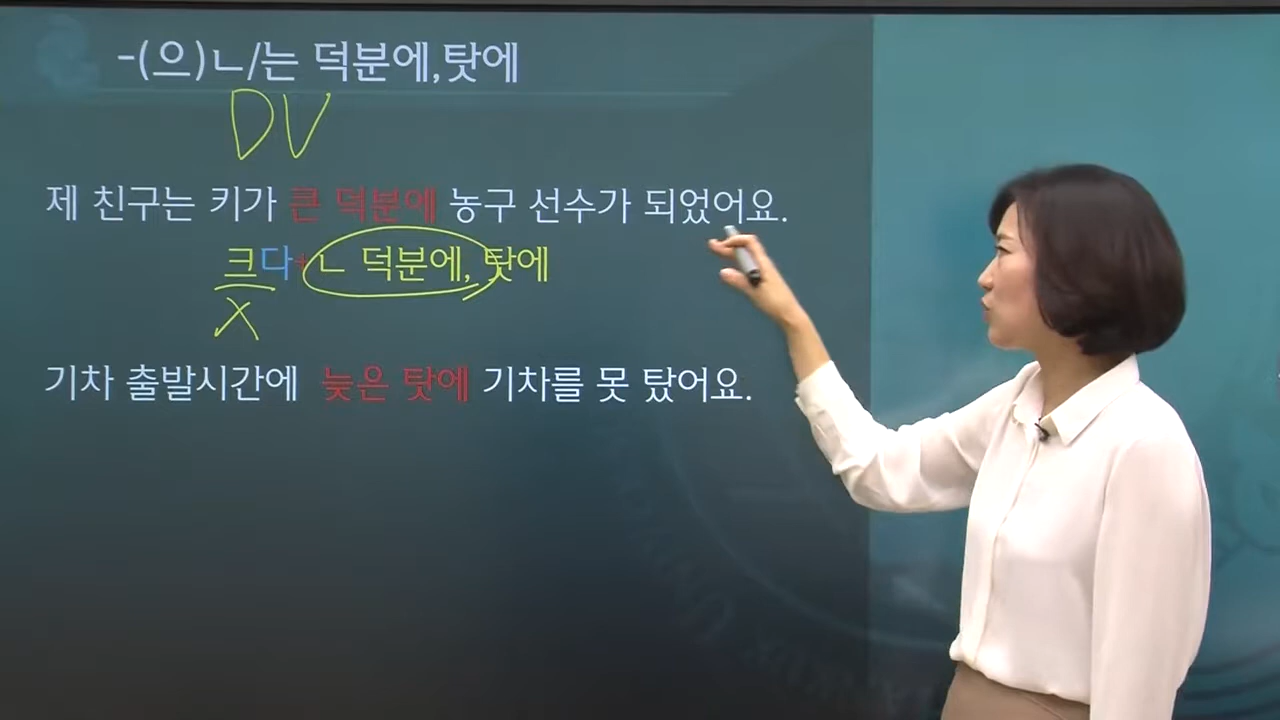 -(으)ㄴ/는 덕분에,탓에
DV
제 친구는 키가 큰 덕분에 농구 선수가 되었어요.
크다+ㄴ 덕분에, 탓에
X
기차 출발시간에 늦은 탓에 기차를 못 탔어요.